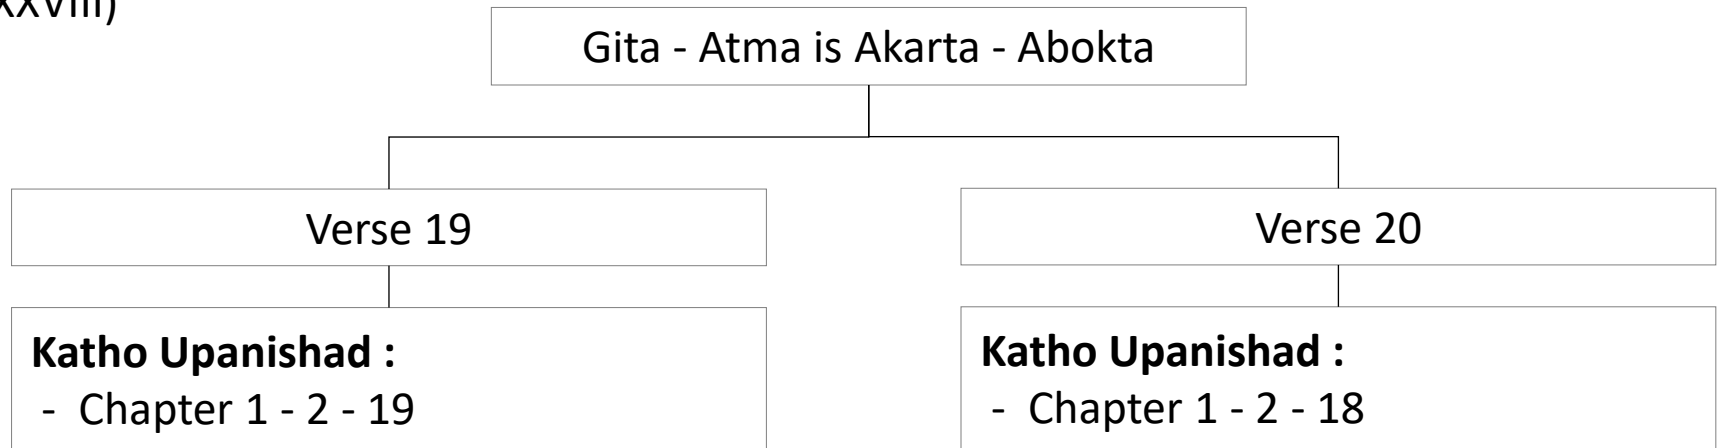 XXVIII)
Gita - Atma is Akarta - Abokta
Verse 19
Verse 20
Katho Upanishad :
- Chapter 1 - 2 - 19
Katho Upanishad :
- Chapter 1 - 2 - 18